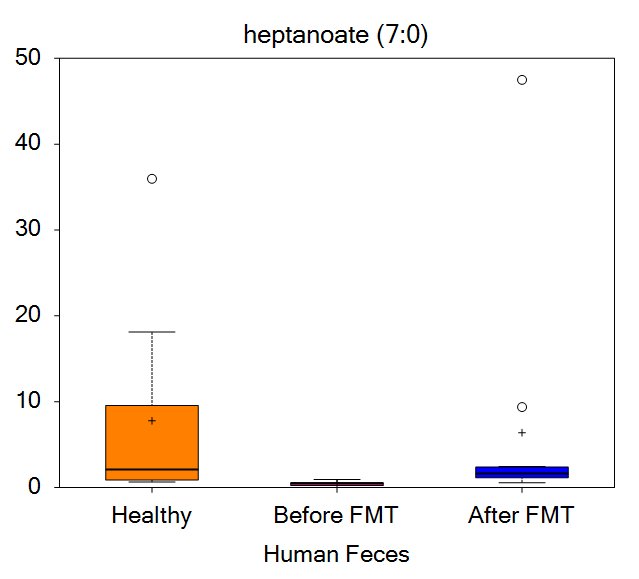 heptanoate (7:0)
50
40
30
20
10
0
Healthy
Before FMT
After FMT
Human Feces